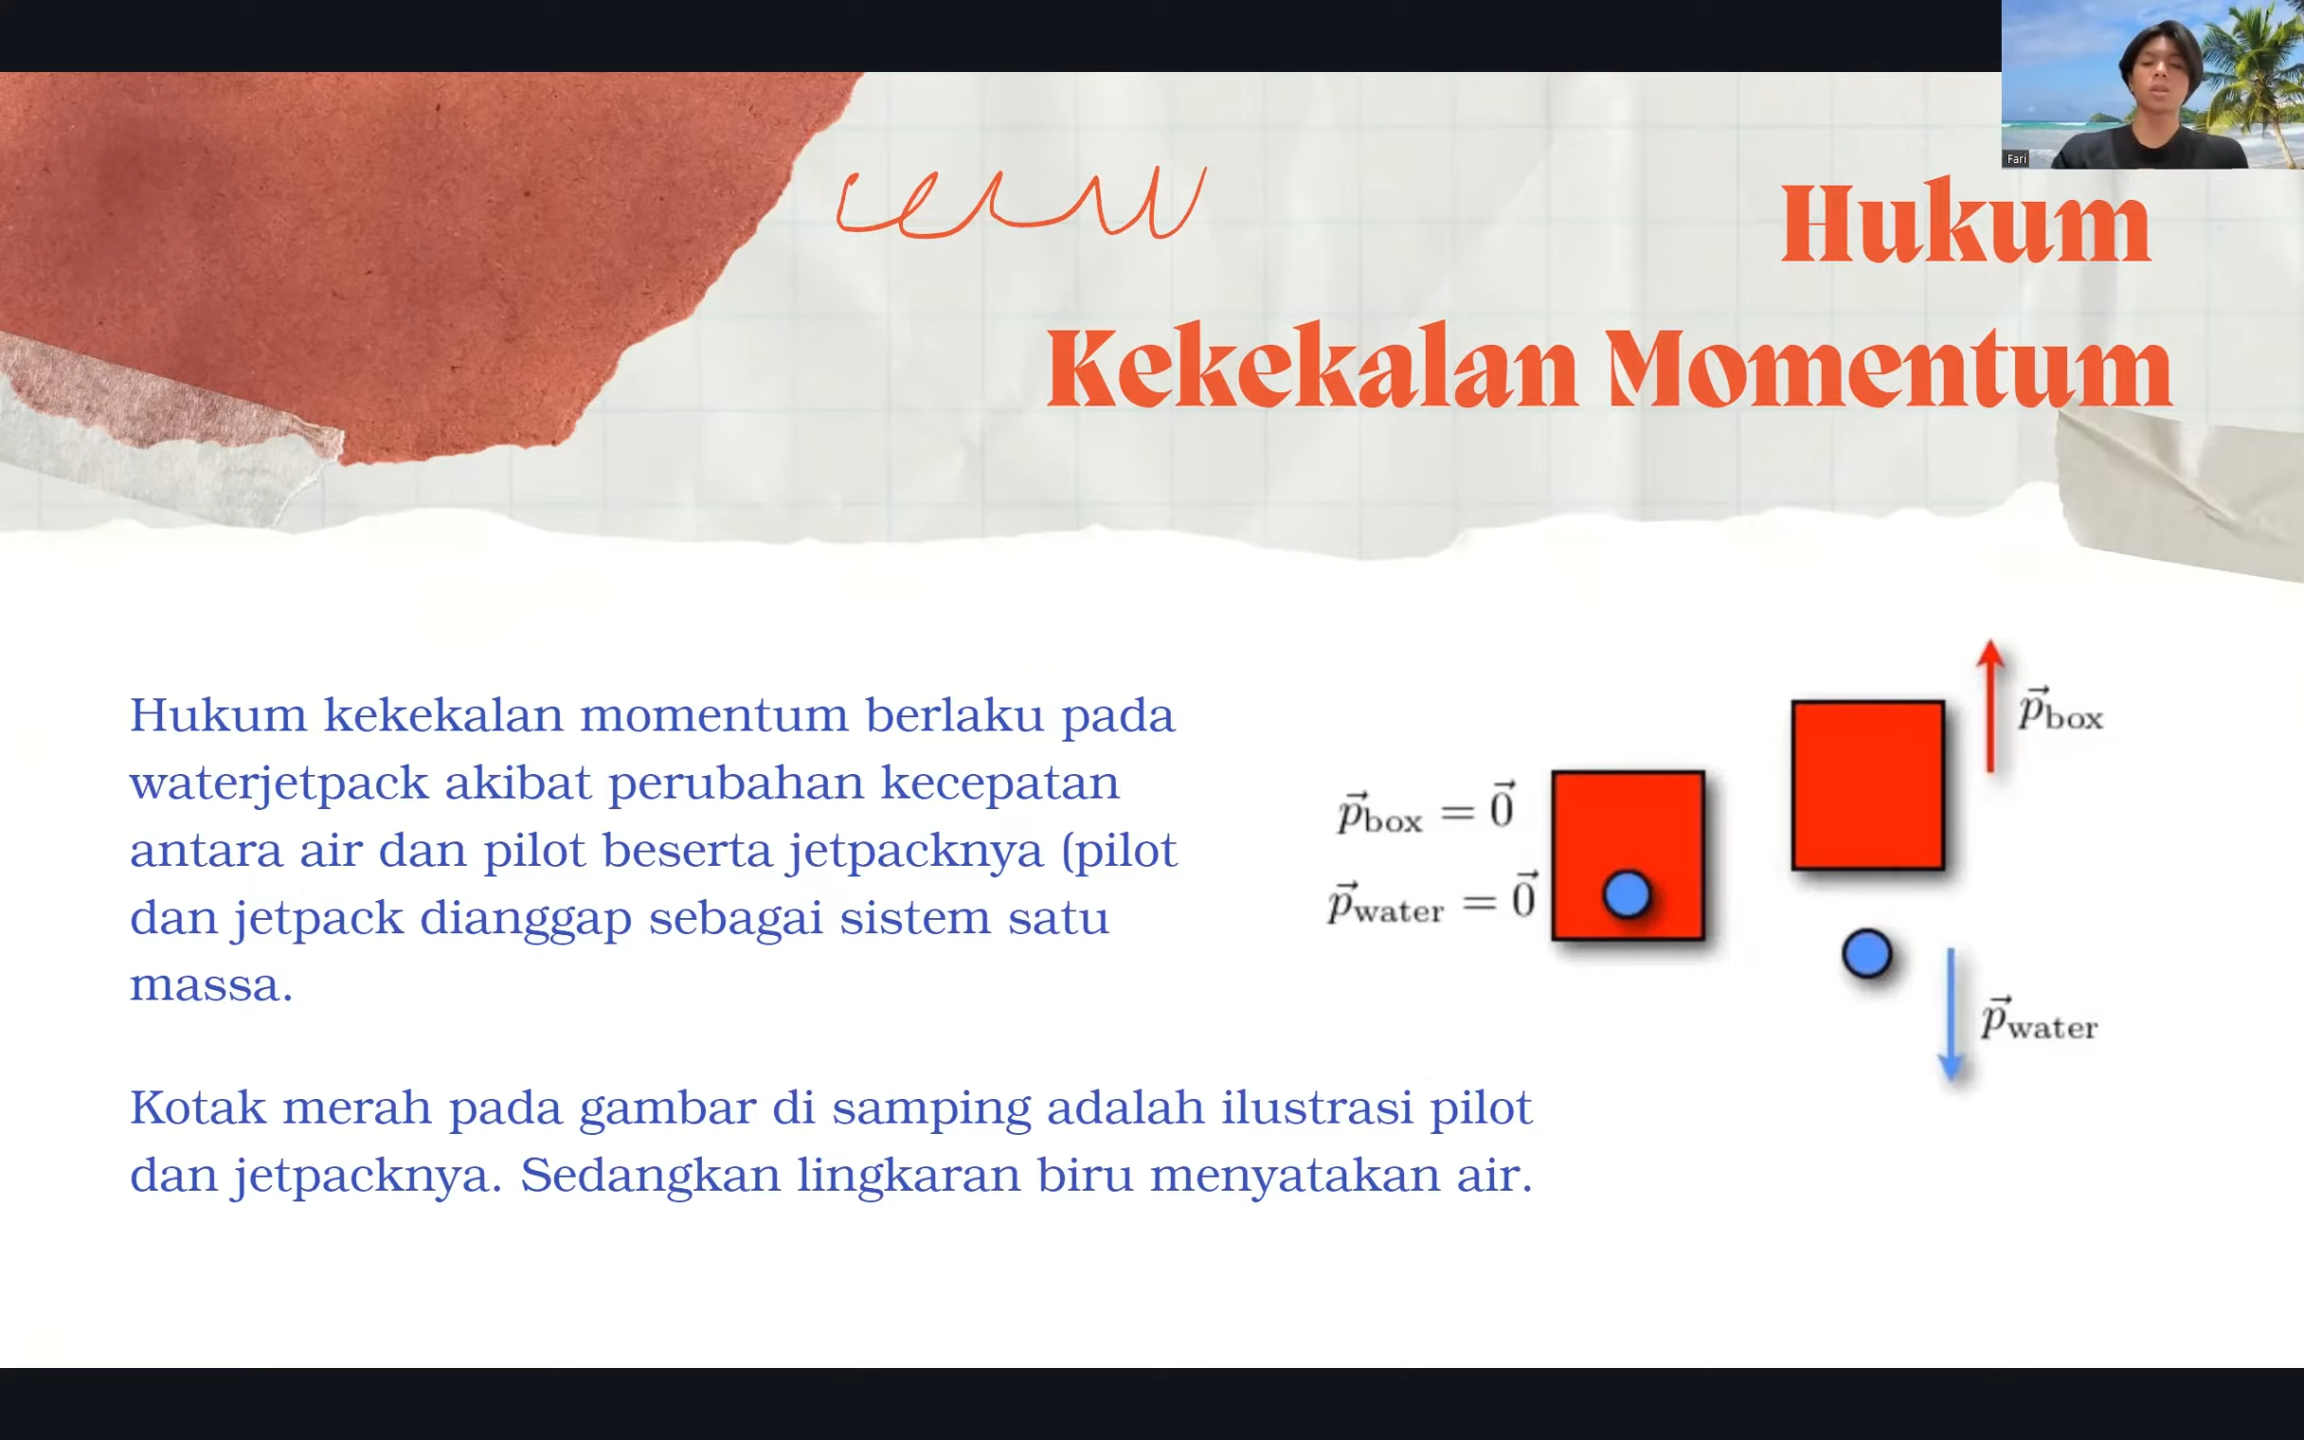 Fari
Hukum
Kekekalan Momentum
Hukum kekekalan momentum berlaku pada
waterjetpack akibat perubahan kecepatan
antara air dan pilot beserta jetpacknya (pilot
dan jetpack dianggap sebagai sistem satu
massa.
Kotak merah pada gambar di samping adalah ilustrasi pilot
dan jetpacknya. Sedangkan lingkaran biru menyatakan air.
p⃗box = 0⃗
p⃗water = 0⃗
p⃗box
p⃗water